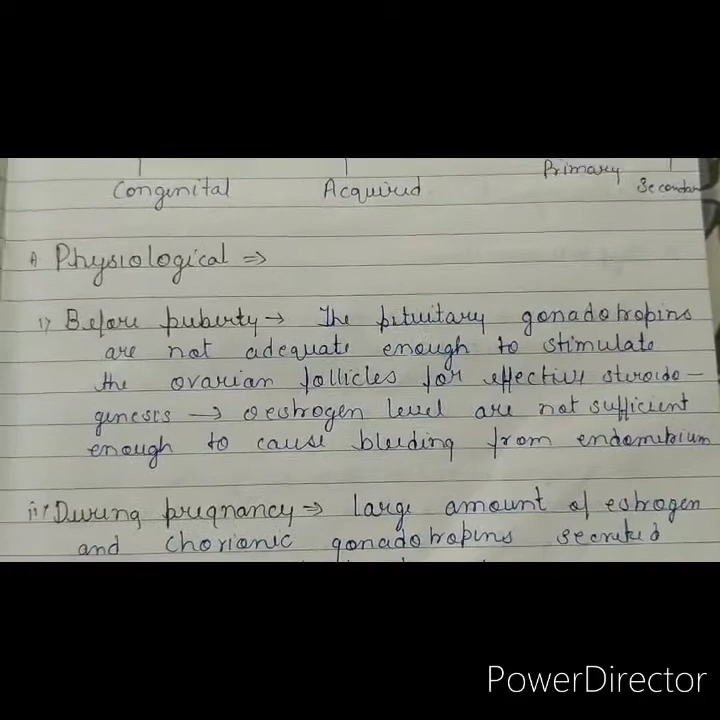 Primary
Congenital Acquired Secondar
A Physiological ⇒
i) Before puberty → The pituitary gonadotropins
are not adequate enough to stimulate
the ovarian follicles for effective steroido-
genesis → oestrogen level are not sufficient
enough to cause bleeding from endometrium
ii) During pregnancy ⇒ large amount of estrogen
and chorionic gonadotropins secreted
PowerDirector